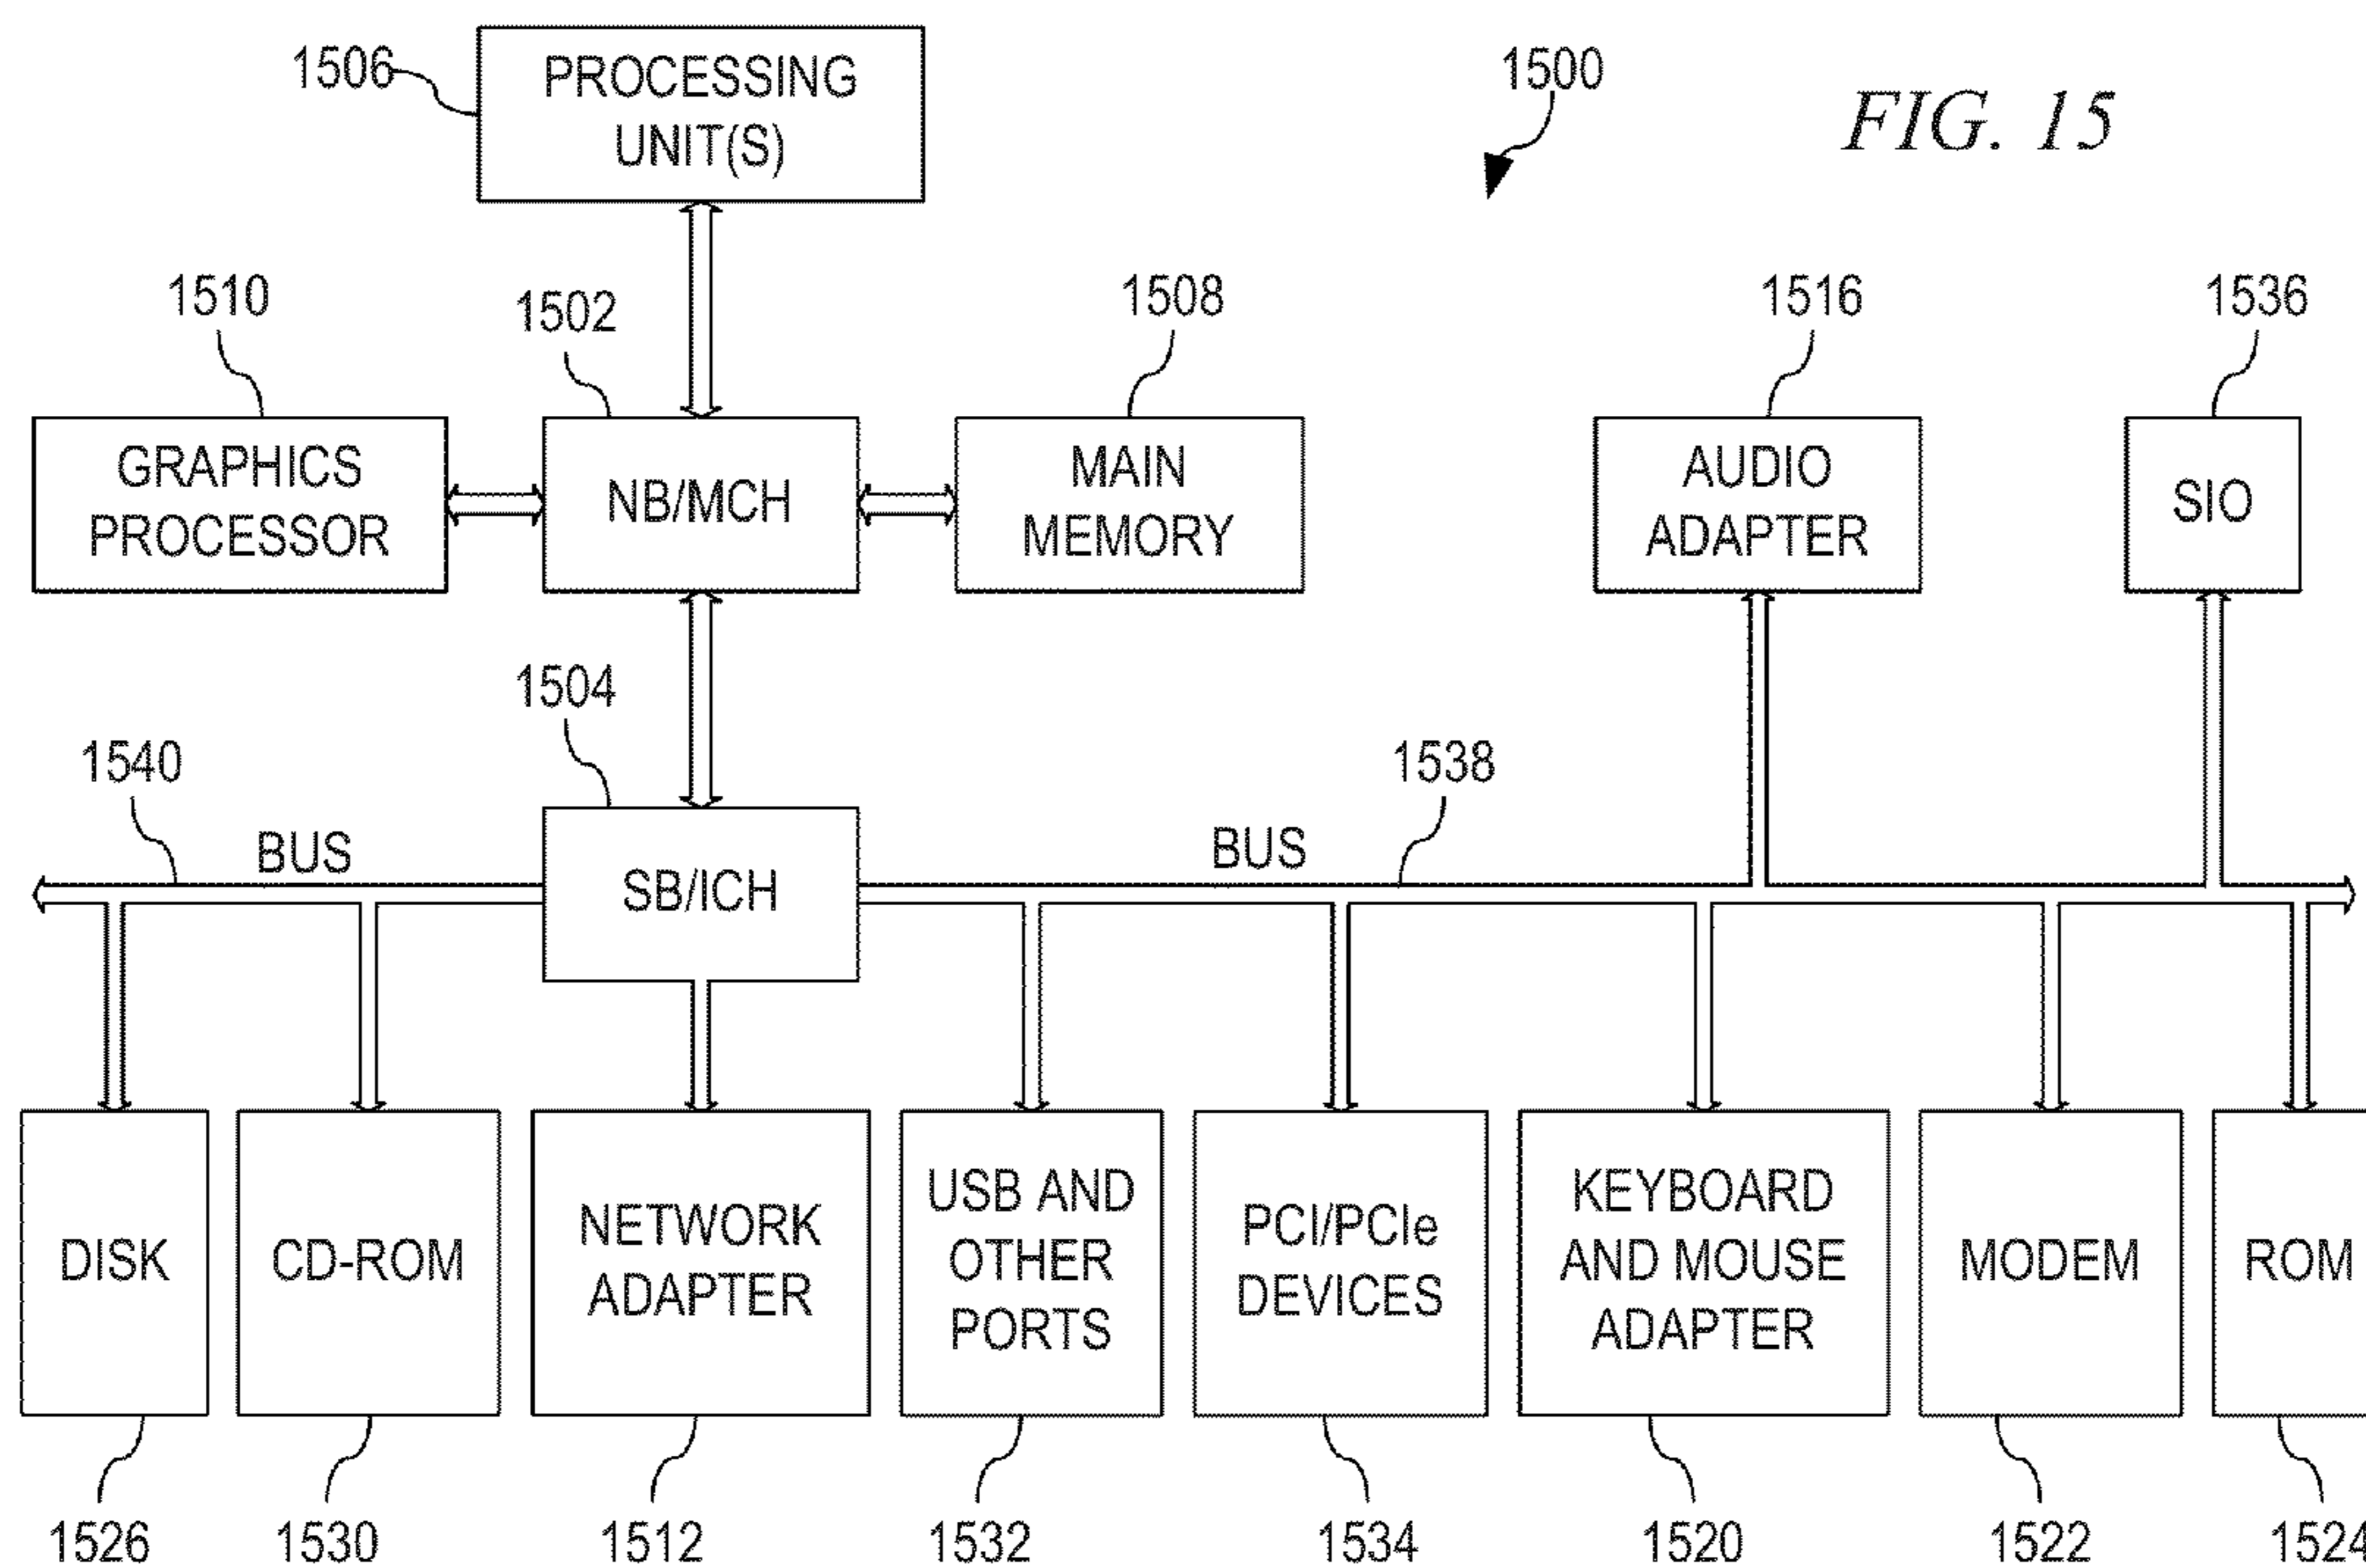 1506
PROCESSING
UNIT(S)
1500
FIG. 15
1510
1502
1508
1516
1536
GRAPHICS
PROCESSOR
NB/MCH
MAIN
MEMORY
AUDIO
ADAPTER
SIO
1504
1540
1538
BUS
BUS
SB/ICH
DISK
CD-ROM
NETWORK
ADAPTER
USB AND
OTHER
PORTS
PCI/PCIe
DEVICES
KEYBOARD
AND MOUSE
ADAPTER
MODEM
ROM
1526
1530
1512
1532
1534
1520
1522
1524